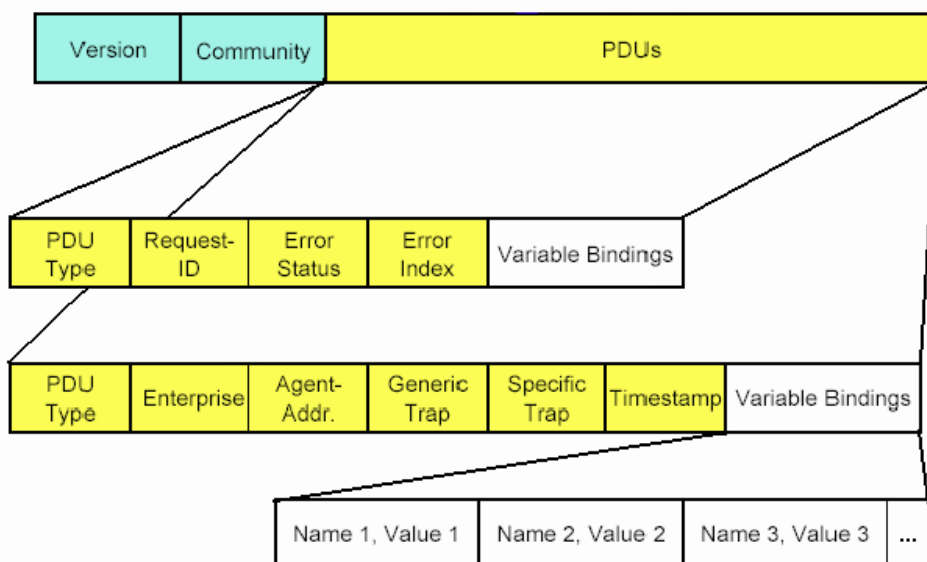 Version
Community
PDUs
PDU
Type
Request-
ID
Error
Status
Error
Index
Variable Bindings
PDU
Type
Enterprise
Agent-
Addr.
Generic
Trap
Specific
Trap
Timestamp
Variable Bindings
Name 1, Value 1
Name 2, Value 2
Name 3, Value 3
...